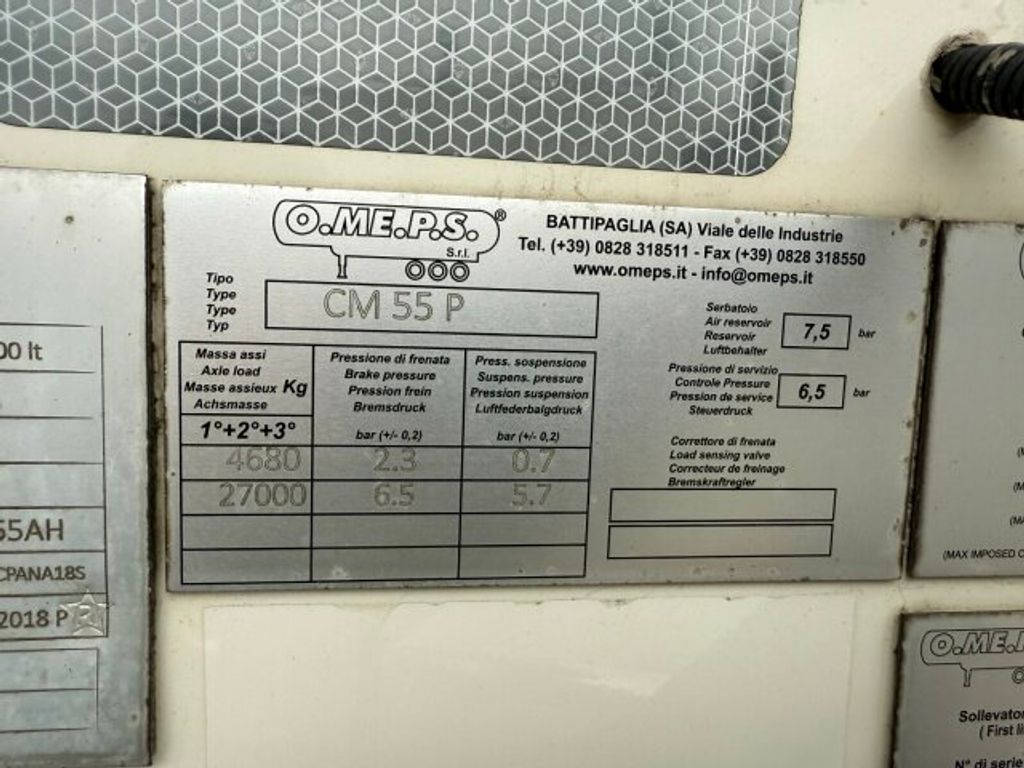 O.ME.P.S.®
S.r.l.
BATTIPAGLIA (SA) Viale delle Industrie
Tel. (+39) 0828 318511 - Fax (+39) 0828 318550
www.omeps.it - info@omeps.it
Tipo
Type
Type
Typ
CM 55 P
Serbatoio
Air reservoir
Reservoir
Luftbehalter
7,5 bar
Pressione di servizio
Controle Pressure
Pression de service
Steuerdruck
6,5 bar
Massa assi
Axle load
Masse assieux Kg
Achsmasse
1°+2°+3°
Pressione di frenata
Brake pressure
Pression frein
Bremsdruck
bar (+/- 0,2)
Press. sospensione
Suspens. pressure
Pression suspension
Luftfederbalgdruck
bar (+/- 0,2)
4680 2.3 0.7
27000 6.5 5.7
Correttore di frenata
Load sensing valve
Correcteur de freinage
Bremskraftregler
00 lt
55AH
CPANA18S
2018 P
(M
(M
(MA
(MAX IMPOSED
O.ME.
Sollevator
( First li
N° di serie